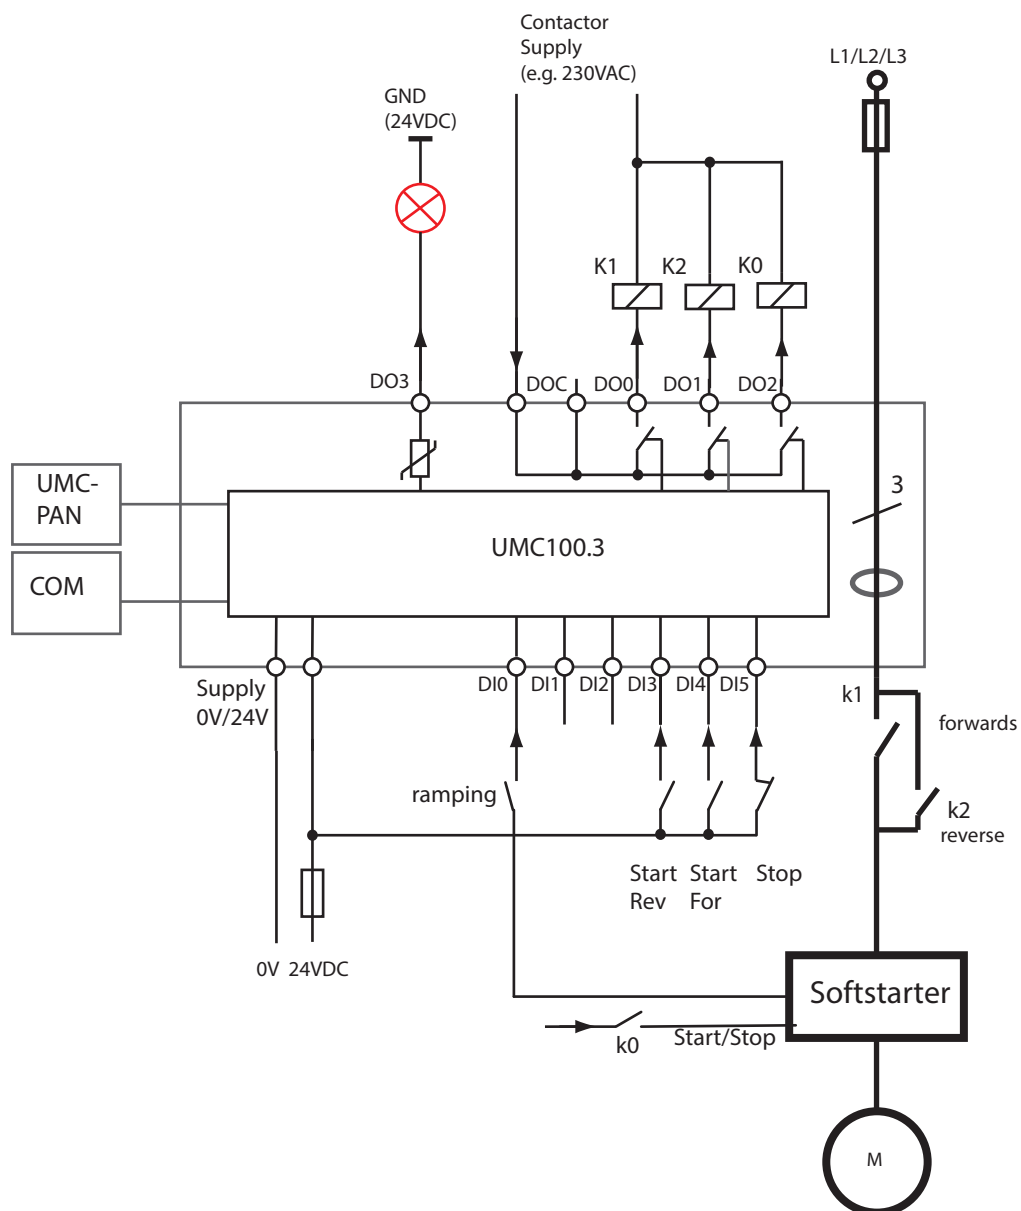 Contactor
Supply
(e.g. 230VAC)
L1/L2/L3
GND
(24VDC)
K1
K2
K0
DO3
DOC
DO0
DO1
DO2
UMC-
PAN
3
UMC100.3
COM
Supply
0V/24V
DI0
DI1
DI2
DI3
DI4
DI5
k1
forwards
ramping
k2
reverse
Start
Rev
Start
For
Stop
0V
24VDC
Softstarter
k0
Start/Stop
M